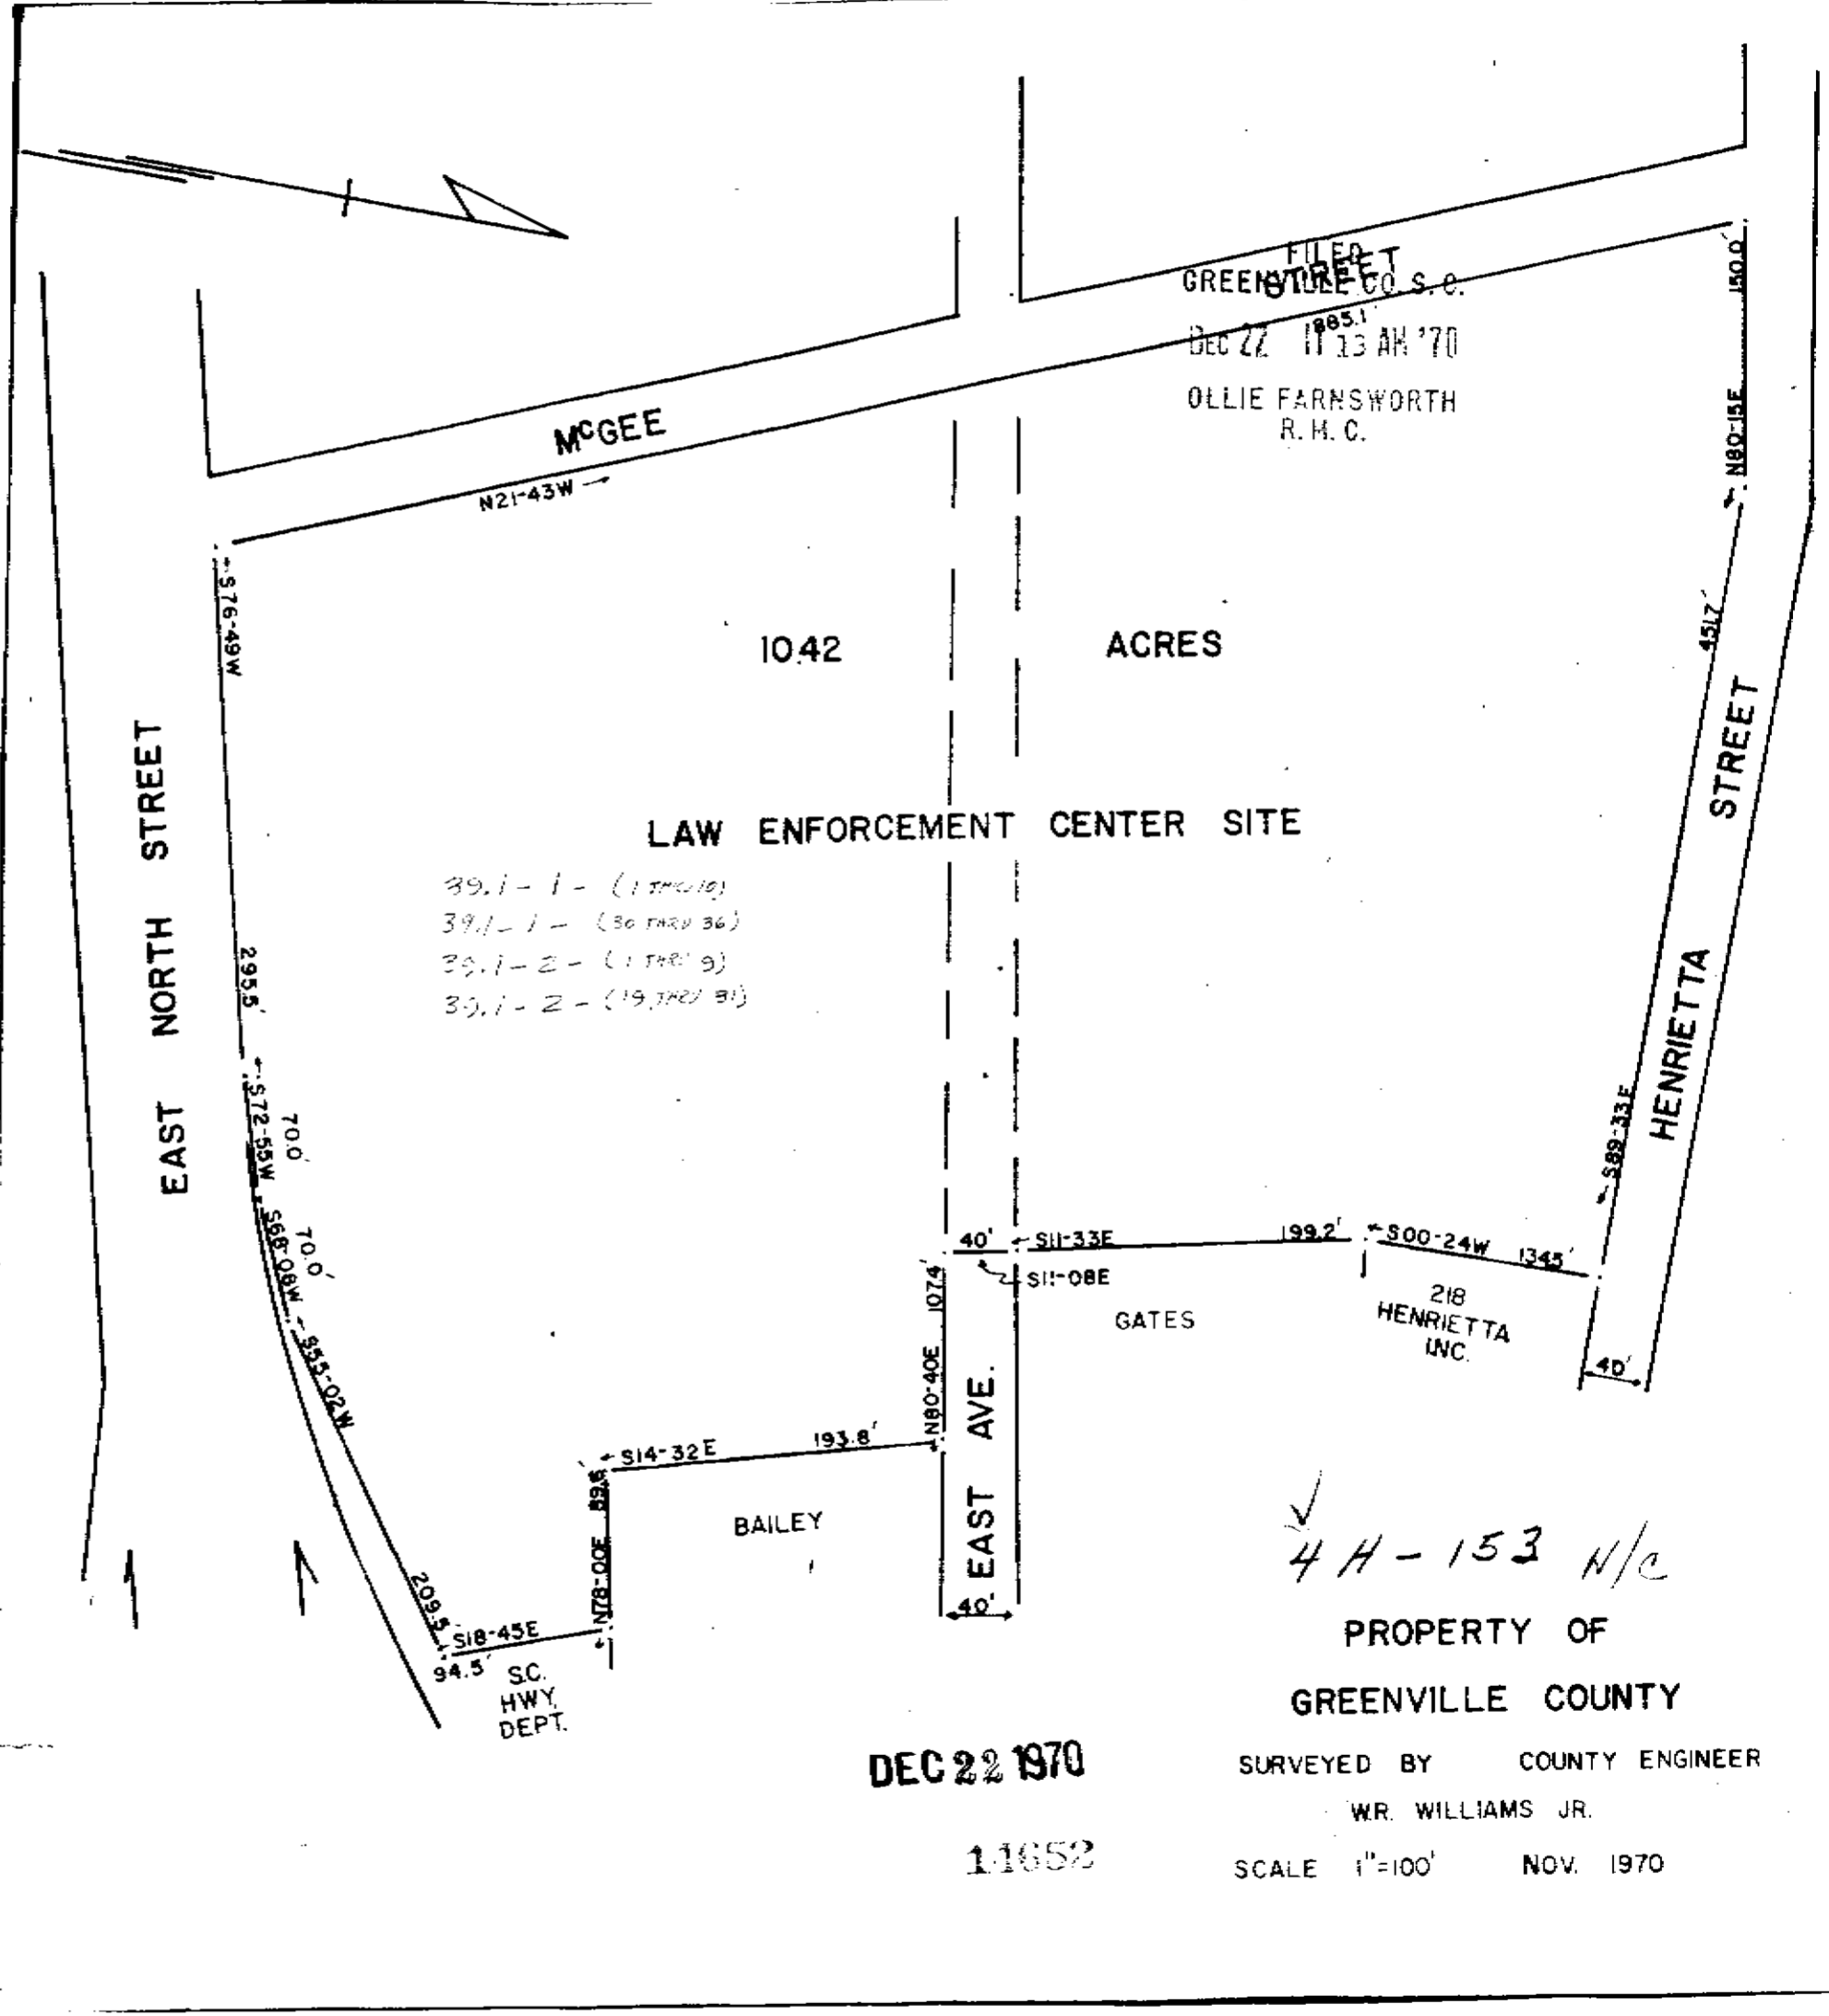 FILED
GREENVILLE CO. S. C.
DEC 22 11 13 AM '70
OLLIE FARNSWORTH
R. M. C.
McGEE STREET
N21-43W
885.1'
150.0'
N80-15E
451.7'
S89-33E
HENRIETTA STREET
40'
S76-49W
295.5'
S72-55W
70.0'
S68-08W
70.0'
S55-02W
209.5'
EAST NORTH STREET
10.42 ACRES
LAW ENFORCEMENT CENTER SITE
39.1-1- (1 THRU 10)
39.1-1- (30 THRU 36)
39.1-2- (1 THRU 9)
39.1-2- (19 THRU 31)
40'
S11-33E
199.2'
S00-24W
134.5'
S11-08E
GATES
218
HENRIETTA
INC.
107.4'
N80-40E
S14-32E
193.8'
BAILEY
N78-00E
S18-45E
94.5'
S.C.
HWY.
DEPT.
EAST AVE.
40'
4H-153 N/C
PROPERTY OF
GREENVILLE COUNTY
DEC 22 1970
SURVEYED BY COUNTY ENGINEER
W.R. WILLIAMS JR.
11652
SCALE 1"=100' NOV. 1970